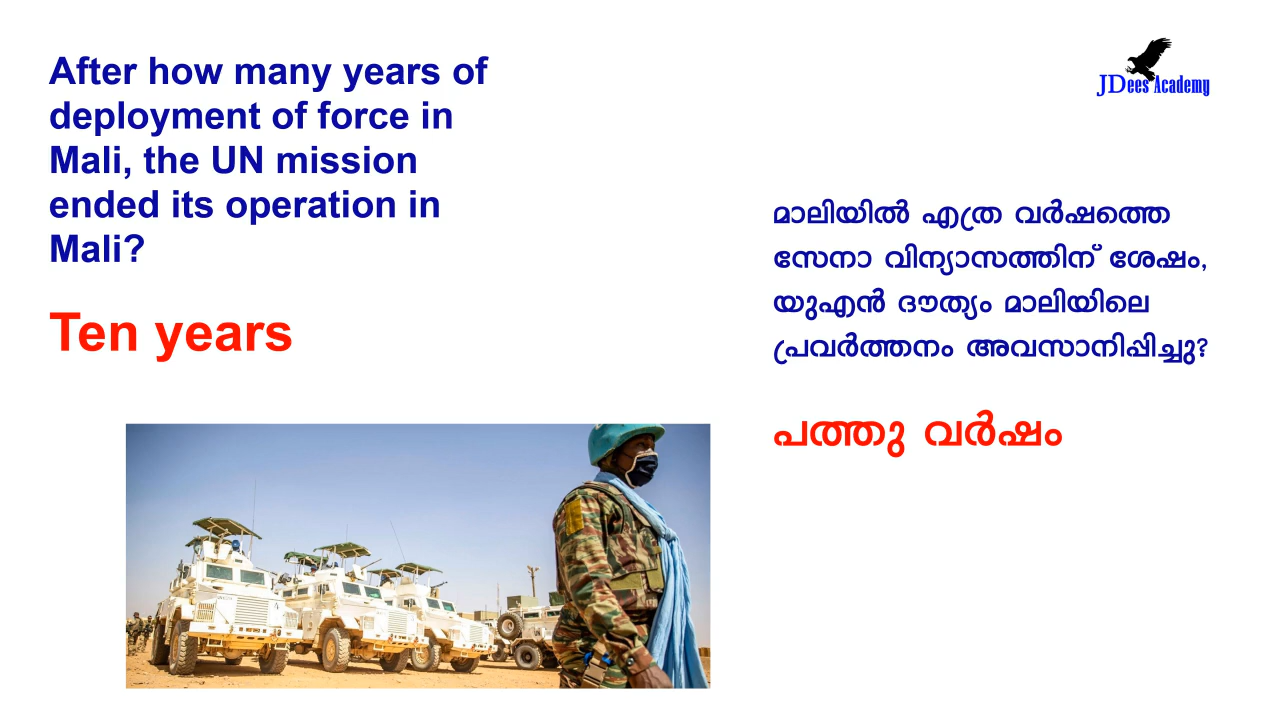 After how many years of
deployment of force in
Mali, the UN mission
ended its operation in
Mali?
Ten years
JDees Academy
മാലിയിൽ എത്ര വർഷത്തെ
സേനാ വിന്യാസത്തിന് ശേഷം,
യുഎൻ ദൗത്യം മാലിയിലെ
പ്രവർത്തനം അവസാനിപ്പിച്ചു?
പത്തു വർഷം